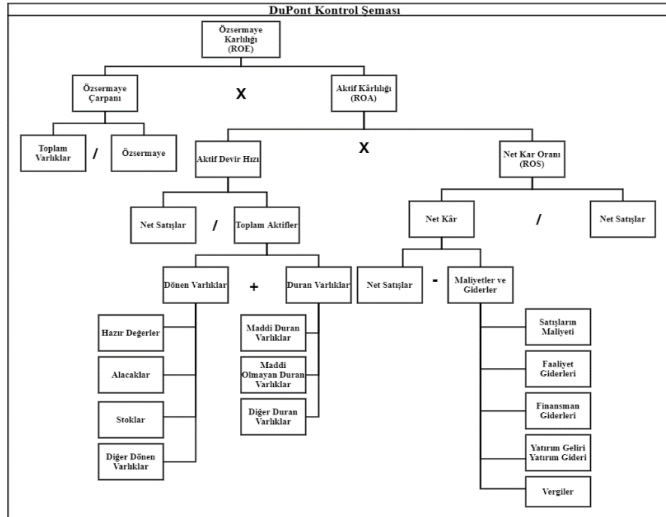 DuPont Kontrol Şeması
Özsermaye
Karlılığı
(ROE)
Özsermaye
Çarpanı
X
Aktif Kârlılığı
(ROA)
Toplam
Varlıklar
/
Özsermaye
Aktif Devir Hızı
X
Net Kar Oranı
(ROS)
Net Satışlar
/
Toplam Aktifler
Net Kâr
/
Net Satışlar
Dönen Varlıklar
+
Duran Varlıklar
Net Satışlar
-
Maliyetler ve
Giderler
Hazır Değerler
Alacaklar
Stoklar
Diğer Dönen
Varlıklar
Maddi Duran
Varlıklar
Maddi
Olmayan Duran
Varlıklar
Diğer Duran
Varlıklar
Satışların
Maliyeti
Faaliyet
Giderleri
Finansman
Giderleri
Yatırım Geliri
Yatırım Gideri
Vergiler